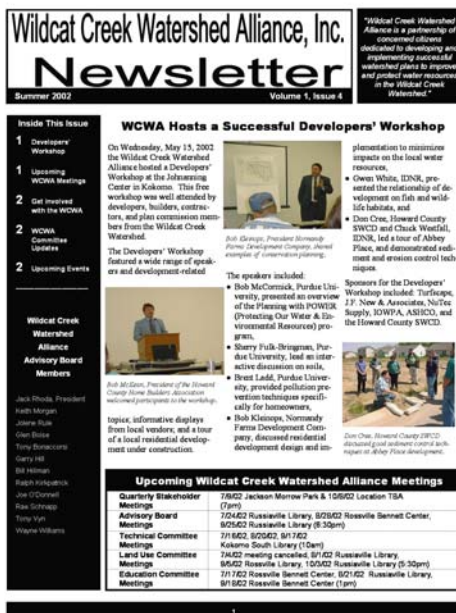 Wildcat Creek Watershed Alliance, Inc.
Newsletter
Summer 2002
Volume 1, Issue 4
"Wildcat Creek Watershed
Alliance is a partnership of
concerned citizens
dedicated to developing and
implementing successful
watershed plans to improve
and protect water resources
in the Wildcat Creek
Watershed."
Inside This Issue
1 Developers'
Workshop
1 Upcoming
WCWA Meetings
2 Get Involved
with the WCWA
2 WCWA
Committee
Updates
2 Upcoming Events
Wildcat Creek
Watershed
Alliance
Advisory Board
Members
Jack Rhoda, President
Keith Morgan
Jolene Rule
Glen Boise
Tony Bonaccorsi
Garry Hill
Bill Hillman
Ralph Kirkpatrick
Joe O'Donnell
Rae Schnapp
Tony Vyn
Wayne Williams
WCWA Hosts a Successful Developers' Workshop
On Wednesday, May 15, 2002
the Wildcat Creek Watershed
Alliance hosted a Developers'
Workshop at the Johanning
Center in Kokomo. This free
workshop was well attended by
developers, builders, contrac-
tors, and plan commission mem-
bers from the Wildcat Creek
Watershed.
The Developers' Workshop
featured a wide range of speak-
ers and development-related
Bob McKean, President of the Howard
County Home Builders Association
welcomed participants to the workshop.
topics; informative displays
from local vendors; and a tour
of a local residential develop-
ment under construction.
Bob Kleinops, President Normandy
Farms Development Company, shared
examples of conservation planning.
The speakers included:
• Bob McCormick, Purdue Uni-
versity, presented an overview
of the Planning with POWER
(Protecting Our Water & En-
vironmental Resources) pro-
gram,
• Sherry Fulk-Bringman, Pur-
due University, lead an inter-
active discussion on soils,
• Brent Ladd, Purdue Univer-
sity, provided pollution pre-
vention techniques specifi-
cally for homeowners,
• Bob Kleinops, Normandy
Farms Development Com-
pany, discussed residential
development design and im-
plementation to minimizes
impacts on the local water
resources,
• Gwen White, IDNR, pre-
sented the relationship of de-
velopment on fish and wild-
life habitats, and
• Don Cree, Howard County
SWCD and Chuck Westfall,
IDNR, led a tour of Abbey
Place, and demonstrated sedi-
ment and erosion control tech-
niques.
Sponsors for the Developers'
Workshop included: Turfscape,
J.F. New & Associates, NuTec
Supply, IOWPA, ASHCO, and
the Howard County SWCD.
Don Cree, Howard County SWCD
discussed good sediment control tech-
niques at Abbey Place development.
Upcoming Wildcat Creek Watershed Alliance Meetings
Quarterly Stakeholder 7/9/02 Jackson Morrow Park & 10/8/02 Location TBA
Meetings (7pm)
Advisory Board 7/24/02 Russiaville Library, 8/28/02 Rossville Bennett Center,
Meetings 9/25/02 Russiaville Library (6:30pm)
Technical Committee 7/16/02, 8/20/02, 9/17/02
Meetings Kokomo South Library (10am)
Land Use Committee 7/4/02 meeting cancelled, 8/1/02 Russiaville Library,
Meetings 9/5/02 Rossville Library, 10/3/02 Russiaville Library (5:30pm)
Education Committee 7/17/02 Rossville Bennett Center, 8/21/02 Russiaville Library,
Meetings 9/18/02 Rossville Bennett Center (1pm)
1